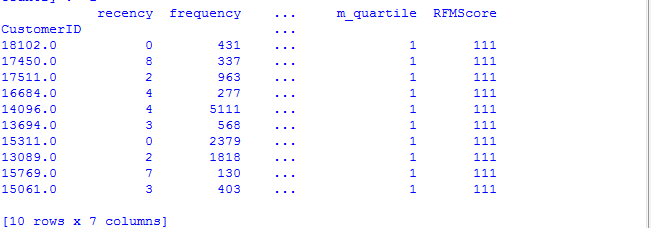 recency frequency ... m_quartile RFMScore
CustomerID ...
18102.0 0 431 ... 1 111
17450.0 8 337 ... 1 111
17511.0 2 963 ... 1 111
16684.0 4 277 ... 1 111
14096.0 4 5111 ... 1 111
13694.0 3 568 ... 1 111
15311.0 0 2379 ... 1 111
13089.0 2 1818 ... 1 111
15769.0 7 130 ... 1 111
15061.0 3 403 ... 1 111
[10 rows x 7 columns]